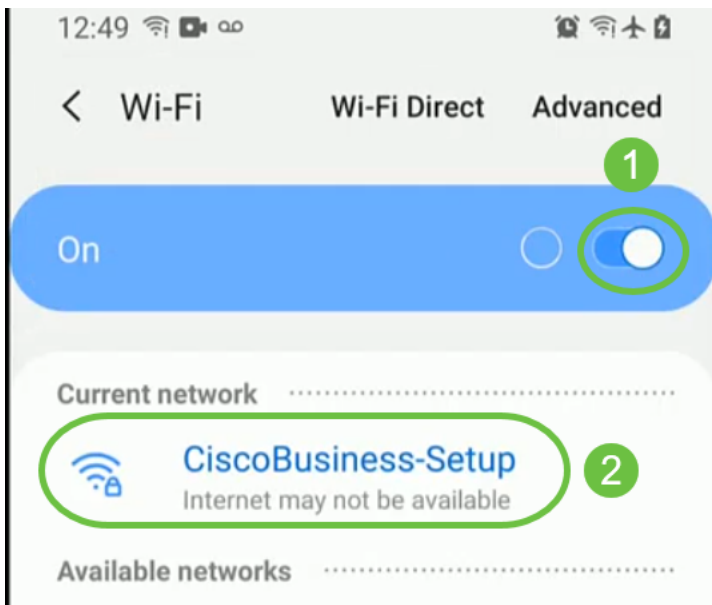 12:49
Wi-Fi Wi-Fi Direct Advanced
1
On
Current network
CiscoBusiness-Setup
2
Internet may not be available
Available networks